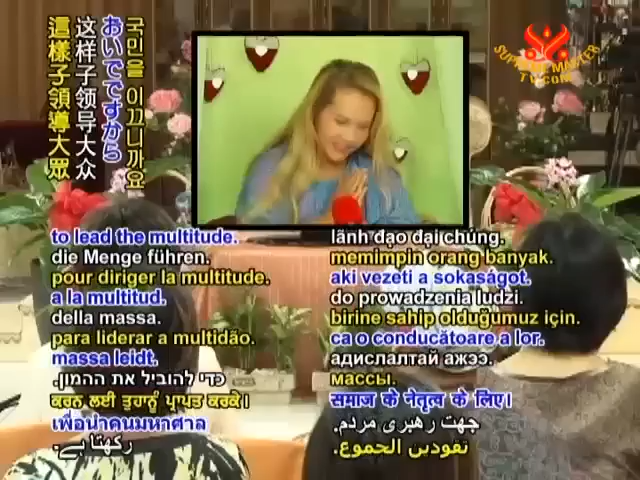 국민을 이끄니까요
おいでですから
这样子领导大众
這樣子領導大眾
SUPREME MASTER
TV.COM
to lead the multitude.
die Menge führen.
pour diriger la multitude.
a la multitud.
della massa.
para liderar a multidão.
massa leidt.
כדי להוביל את ההמון.
ਕਰਨ ਲਈ ਤੁਹਾਨੂੰ ਪ੍ਰਾਪਤ ਕਰਕੇ।
เพื่อนำคนมหาศาล
رکھتا ہے.
lãnh đạo đại chúng.
memimpin orang banyak.
aki vezeti a sokaságot.
do prowadzenia ludzi.
birine sahip olduğumuz için.
ca o conducătoare a lor.
адислалтай ажээ.
массы.
समाज के नेतृत्व के लिए।
جهت رهبری مردم.
تقودين الجموع.